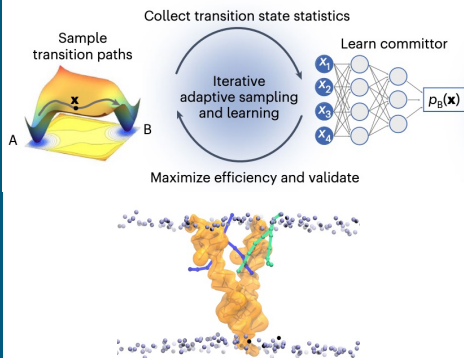 Collect transition state statistics
Sample
transition paths
Learn committor
x
A
B
Iterative
adaptive sampling
and learning
x1
x2
x3
x4
pB(x)
Maximize efficiency and validate